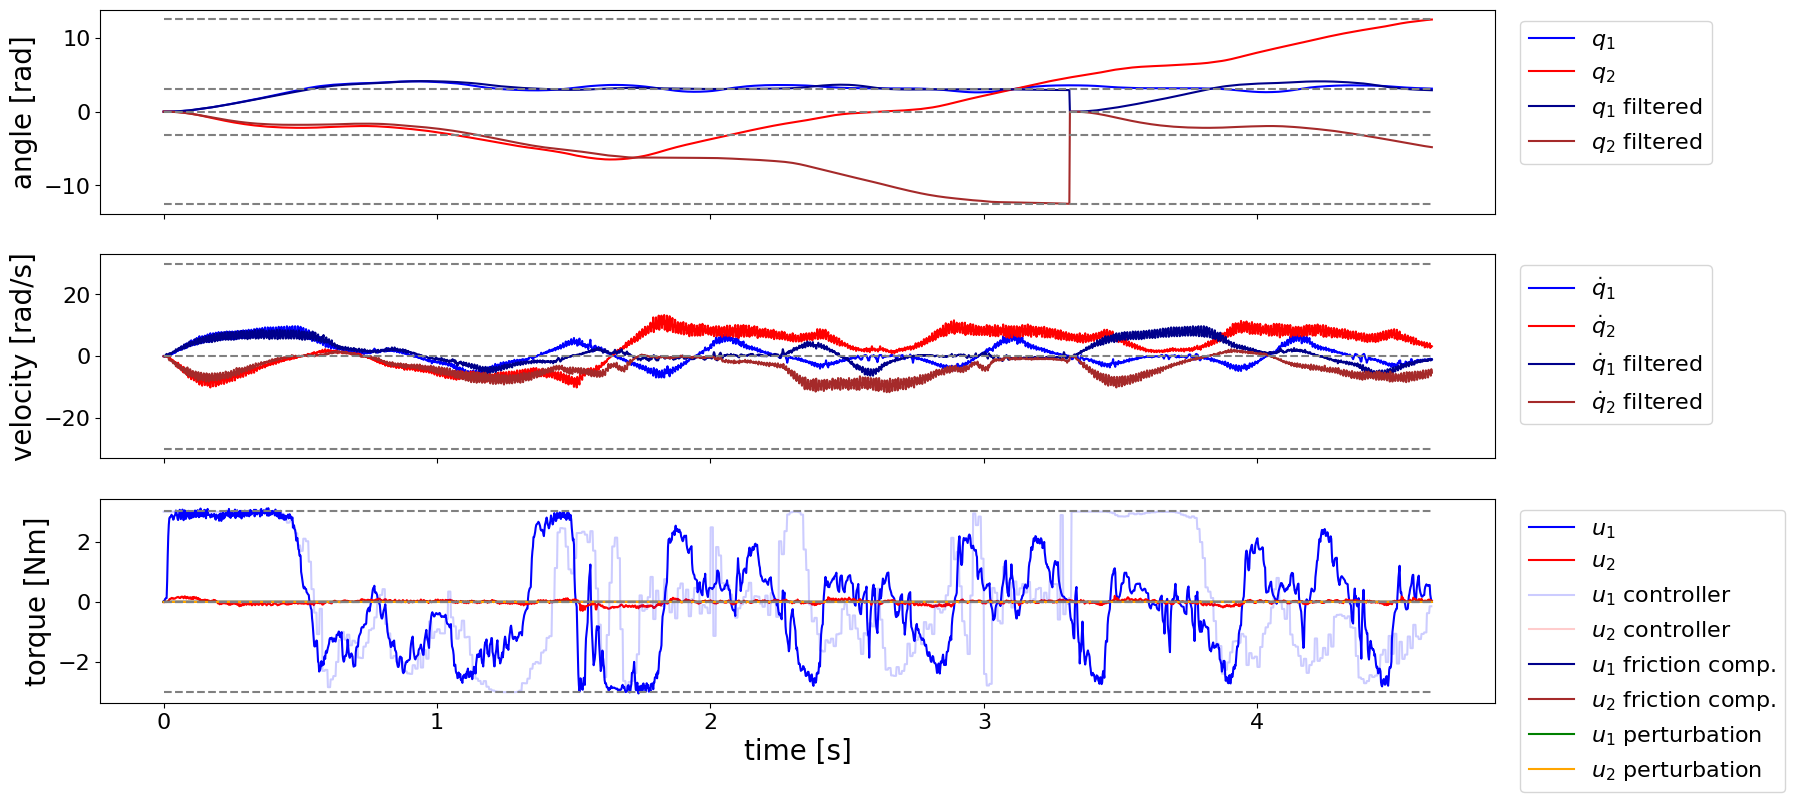 angle [rad]
10
0
−10
q₁
q₂
q₁ filtered
q₂ filtered
velocity [rad/s]
20
0
−20
q̇₁
q̇₂
q̇₁ filtered
q̇₂ filtered
torque [Nm]
2
0
−2
0 1 2 3 4
time [s]
u₁
u₂
u₁ controller
u₂ controller
u₁ friction comp.
u₂ friction comp.
u₁ perturbation
u₂ perturbation